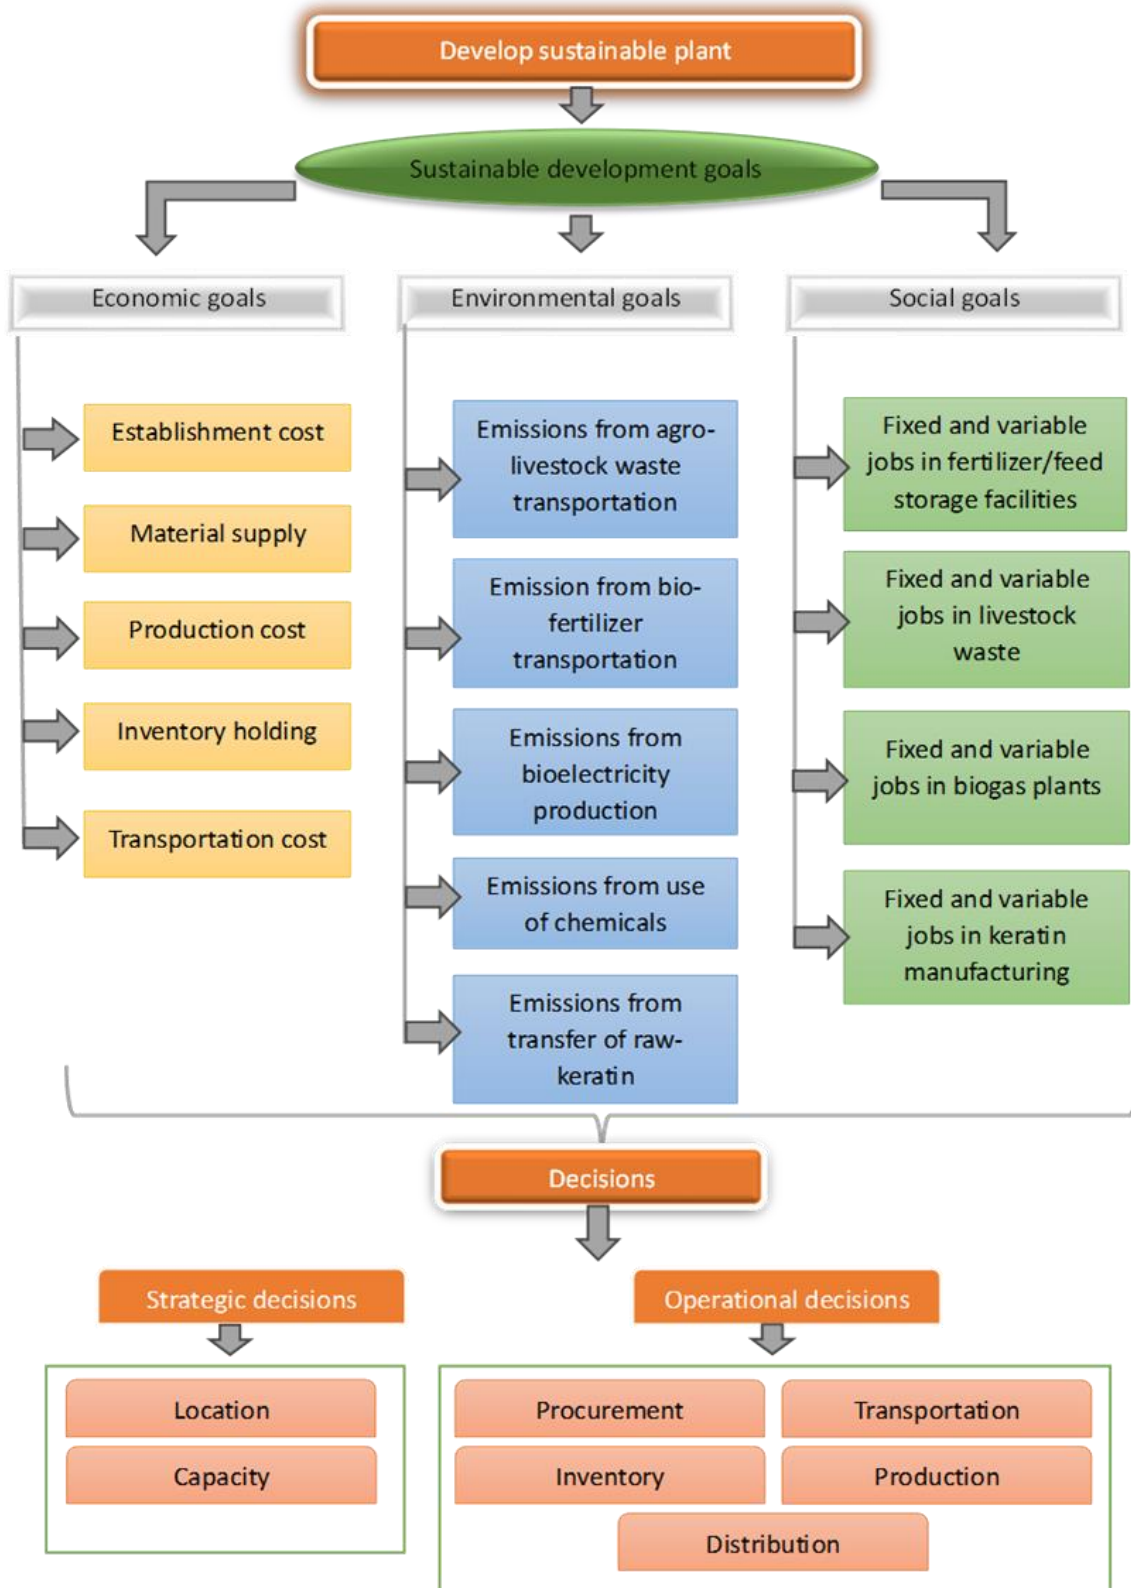 Develop sustainable plant
Sustainable development goals
Economic goals
Environmental goals
Social goals
Establishment cost
Material supply
Production cost
Inventory holding
Transportation cost
Emissions from agro-
livestock waste
transportation
Emission from bio-
fertilizer
transportation
Emissions from
bioelectricity
production
Emissions from use
of chemicals
Emissions from
transfer of raw-
keratin
Fixed and variable
jobs in fertilizer/feed
storage facilities
Fixed and variable
jobs in livestock
waste
Fixed and variable
jobs in biogas plants
Fixed and variable
jobs in keratin
manufacturing
Decisions
Strategic decisions
Operational decisions
Location
Capacity
Procurement
Transportation
Inventory
Production
Distribution